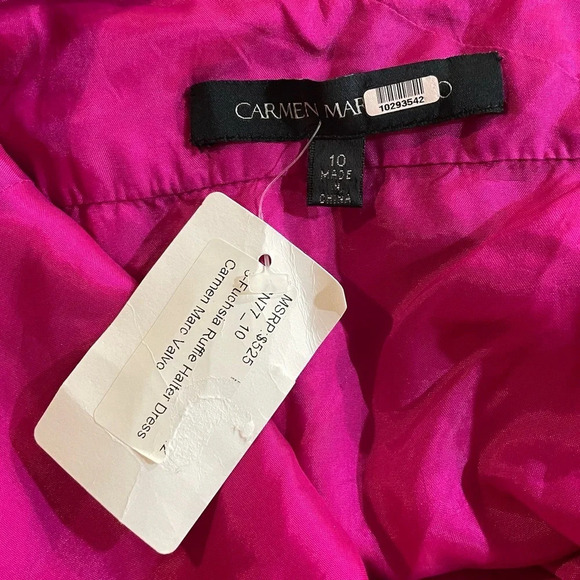 CARMEN MAR O
10293542
10
MADE
IN
CHINA
MSRP $525
N77_10
-Fuchsia Ruffle Halter Dress
Carmen Marc Valvo